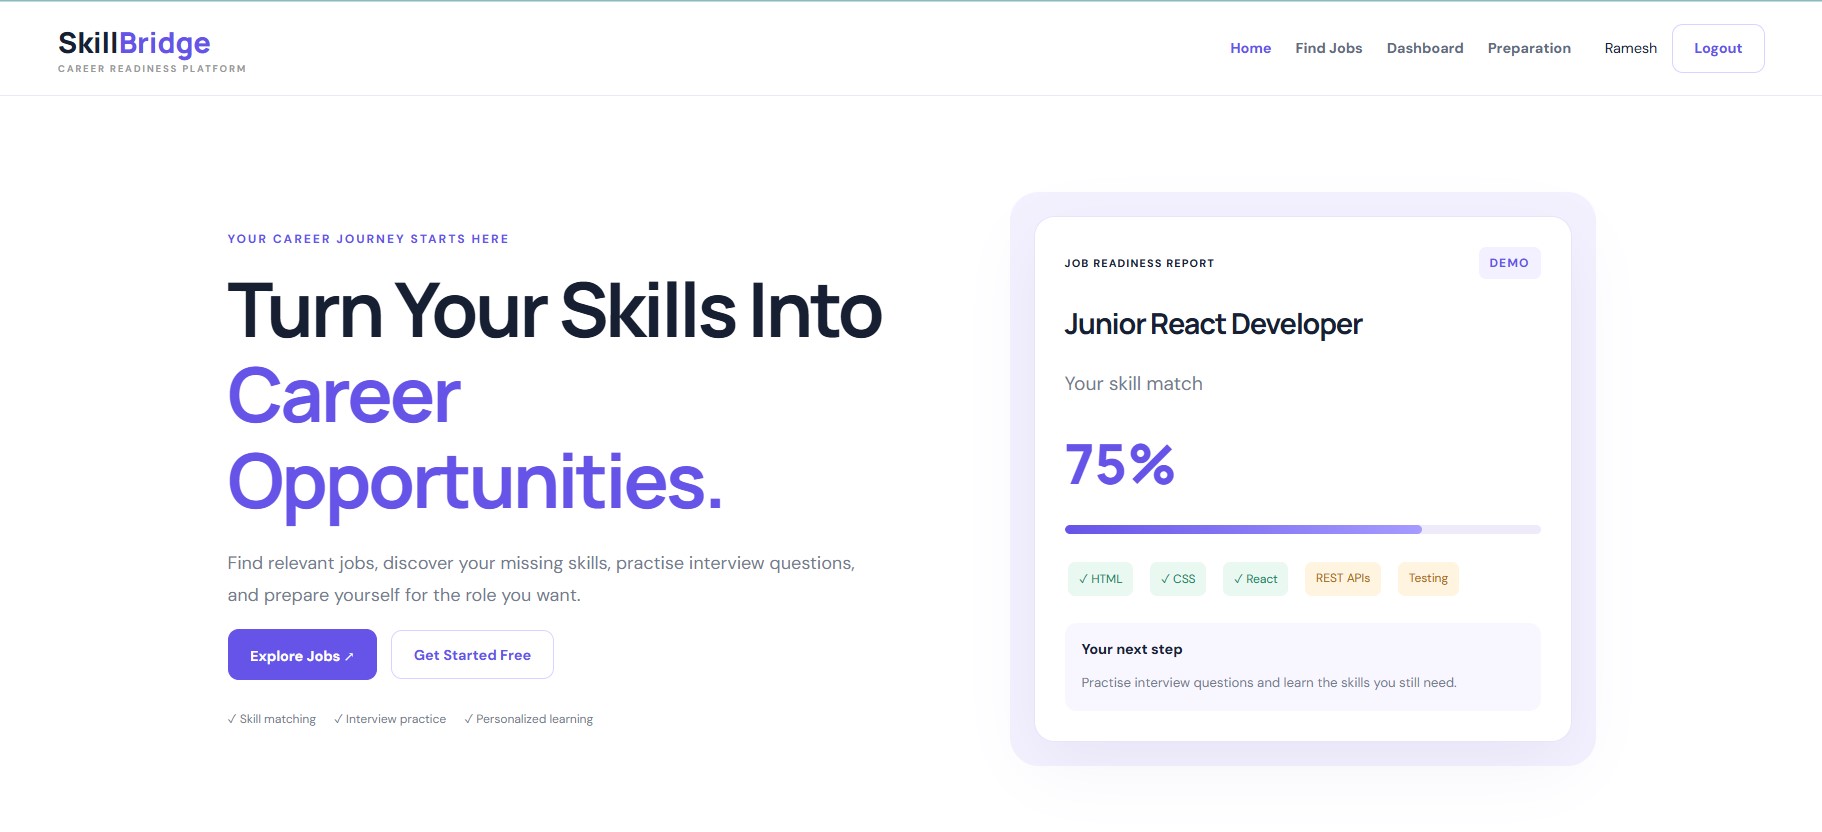 SkillBridge
CAREER READINESS PLATFORM
Home Find Jobs Dashboard Preparation Ramesh Logout
YOUR CAREER JOURNEY STARTS HERE
Turn Your Skills Into
Career
Opportunities.
Find relevant jobs, discover your missing skills, practise interview questions,
and prepare yourself for the role you want.
Explore Jobs ↗ Get Started Free
✓ Skill matching ✓ Interview practice ✓ Personalized learning
JOB READINESS REPORT DEMO
Junior React Developer
Your skill match
75%
✓ HTML ✓ CSS ✓ React REST APIs Testing
Your next step
Practise interview questions and learn the skills you still need.